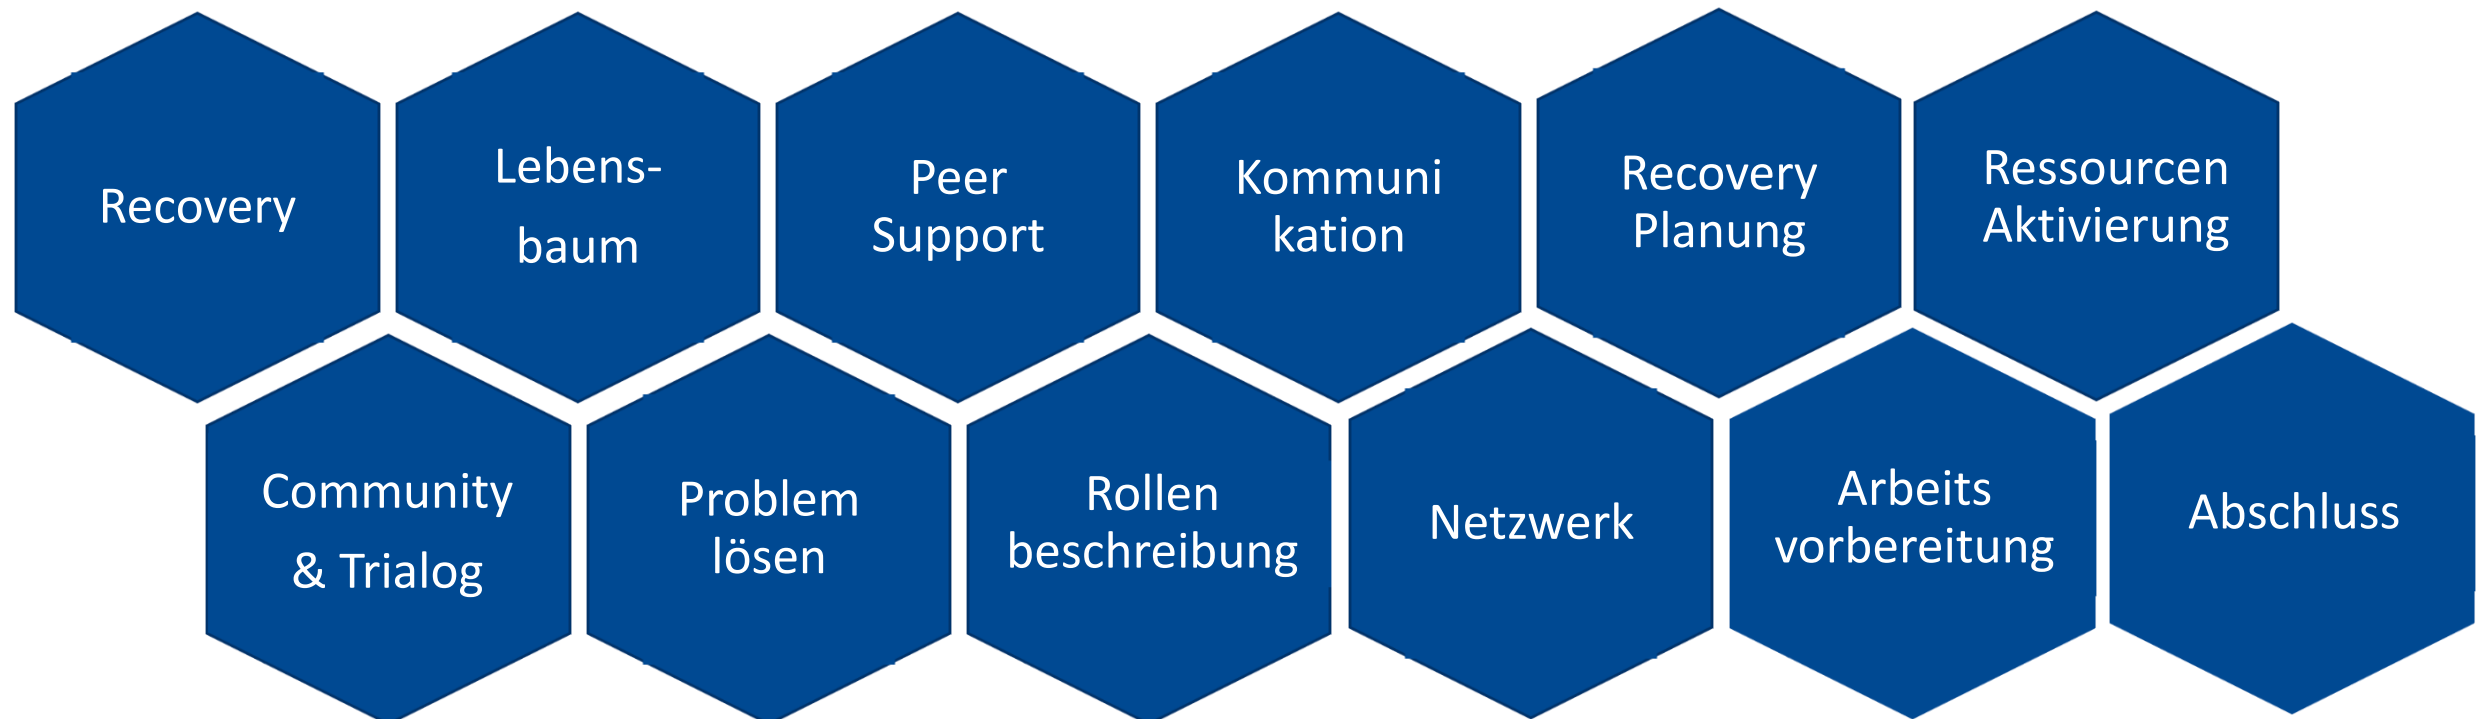 Recovery
Lebens-
baum
Peer
Support
Kommuni
kation
Recovery
Planung
Ressourcen
Aktivierung
Community
& Trialog
Problem
lösen
Rollen
beschreibung
Netzwerk
Arbeits
vorbereitung
Abschluss